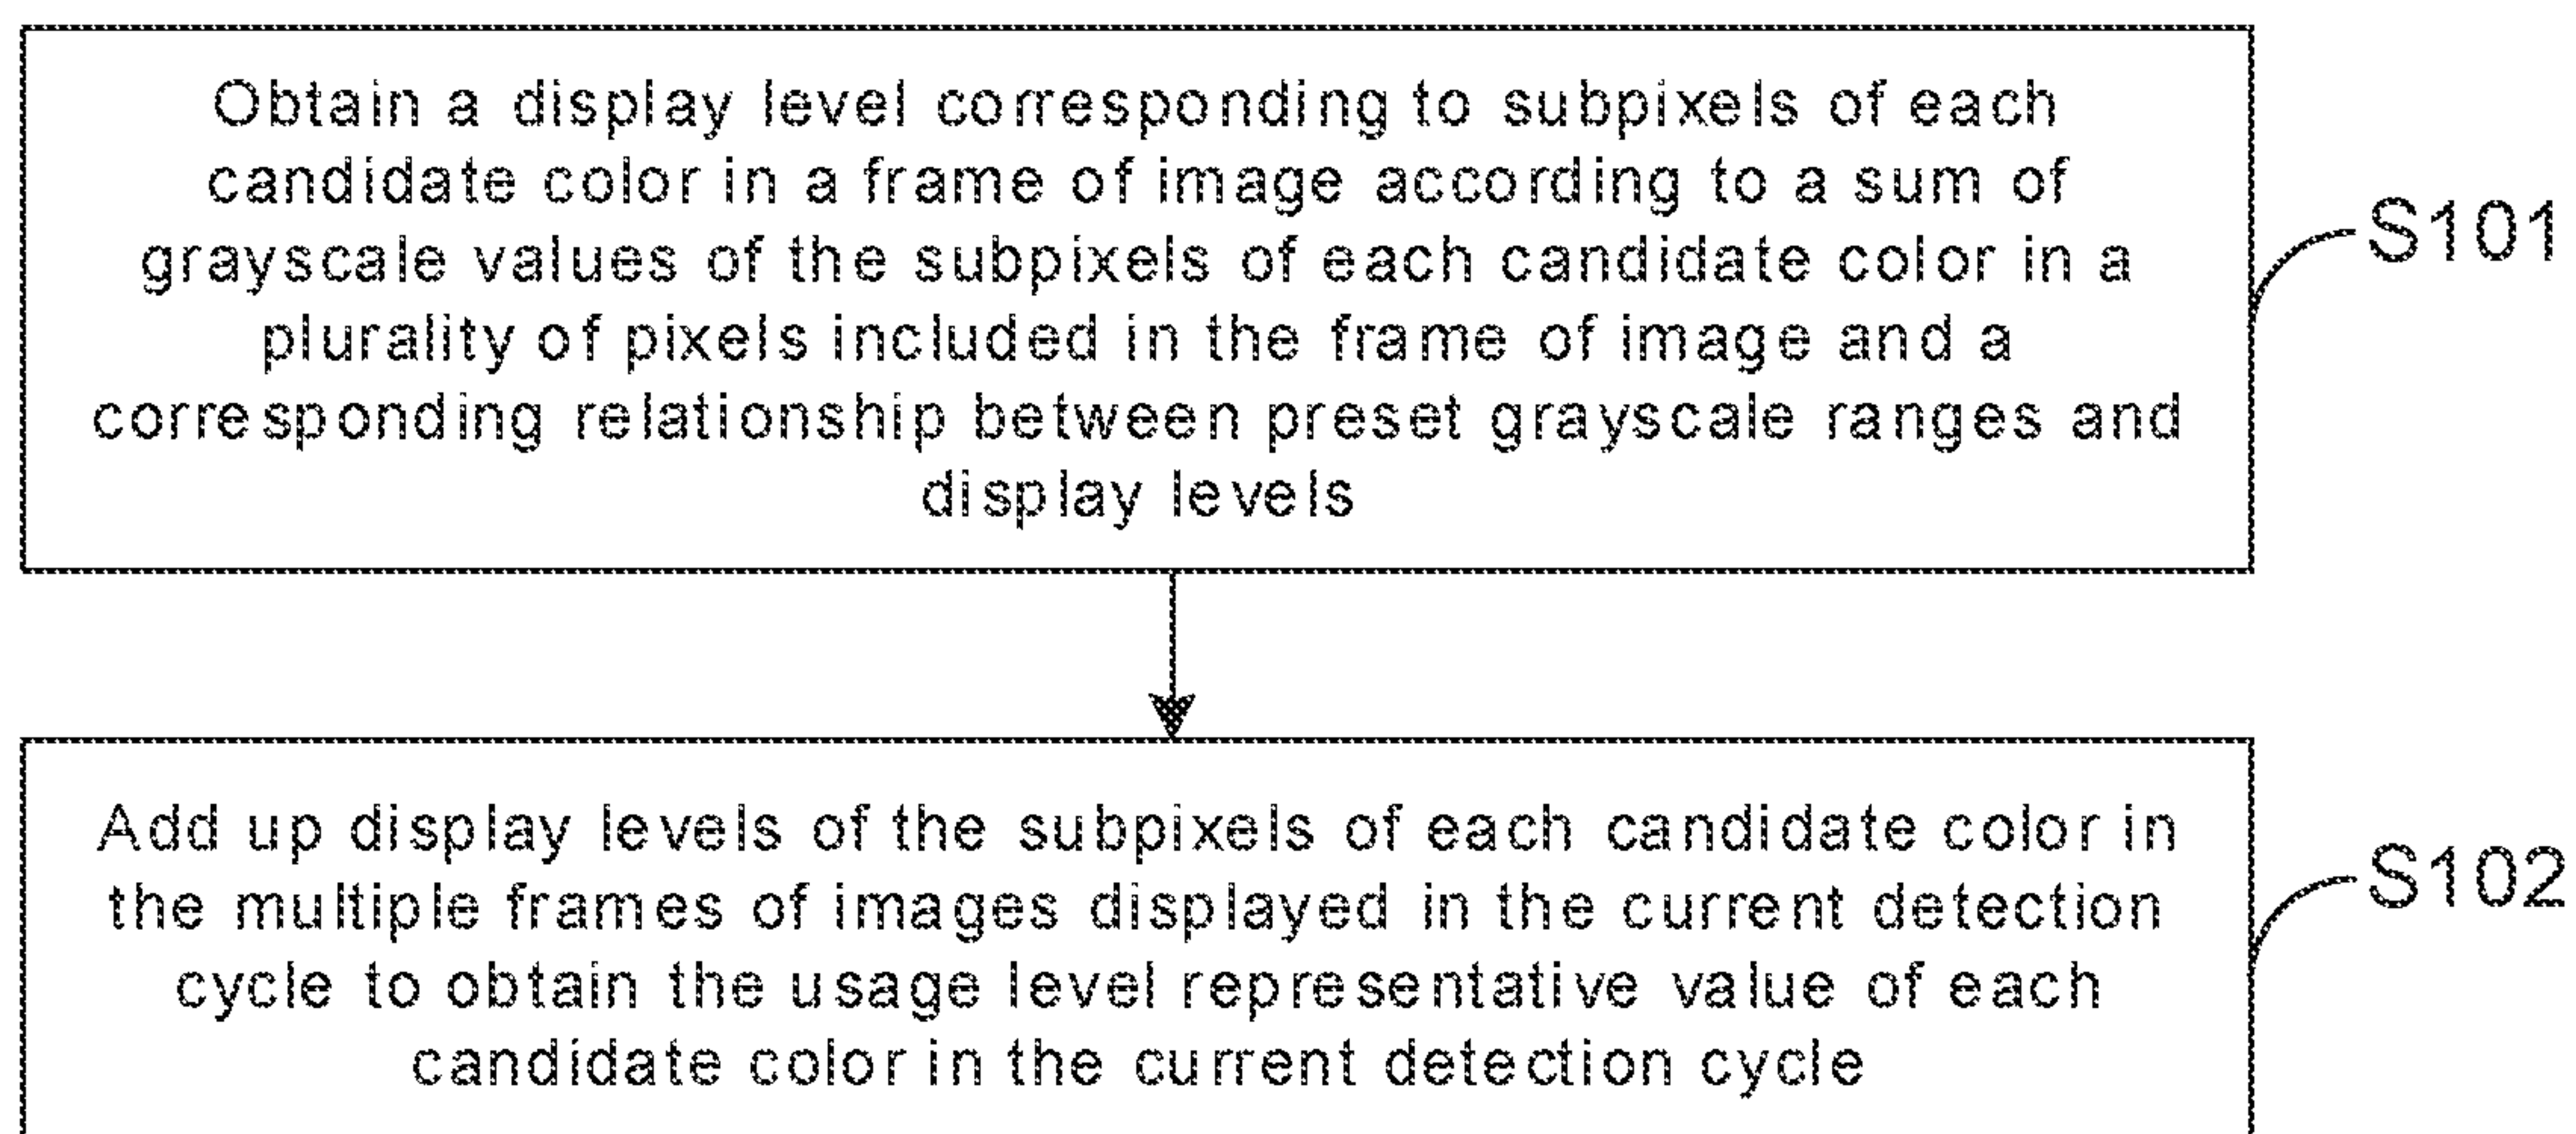 Obtain a display level corresponding to subpixels of each
candidate color in a frame of image according to a sum of
grayscale values of the subpixels of each candidate color in a
plurality of pixels included in the frame of image and a
corresponding relationship between preset grayscale ranges and
display levels
S101
Add up display levels of the subpixels of each candidate color in
the multiple frames of images displayed in the current detection
cycle to obtain the usage level representative value of each
candidate color in the current detection cycle
S102